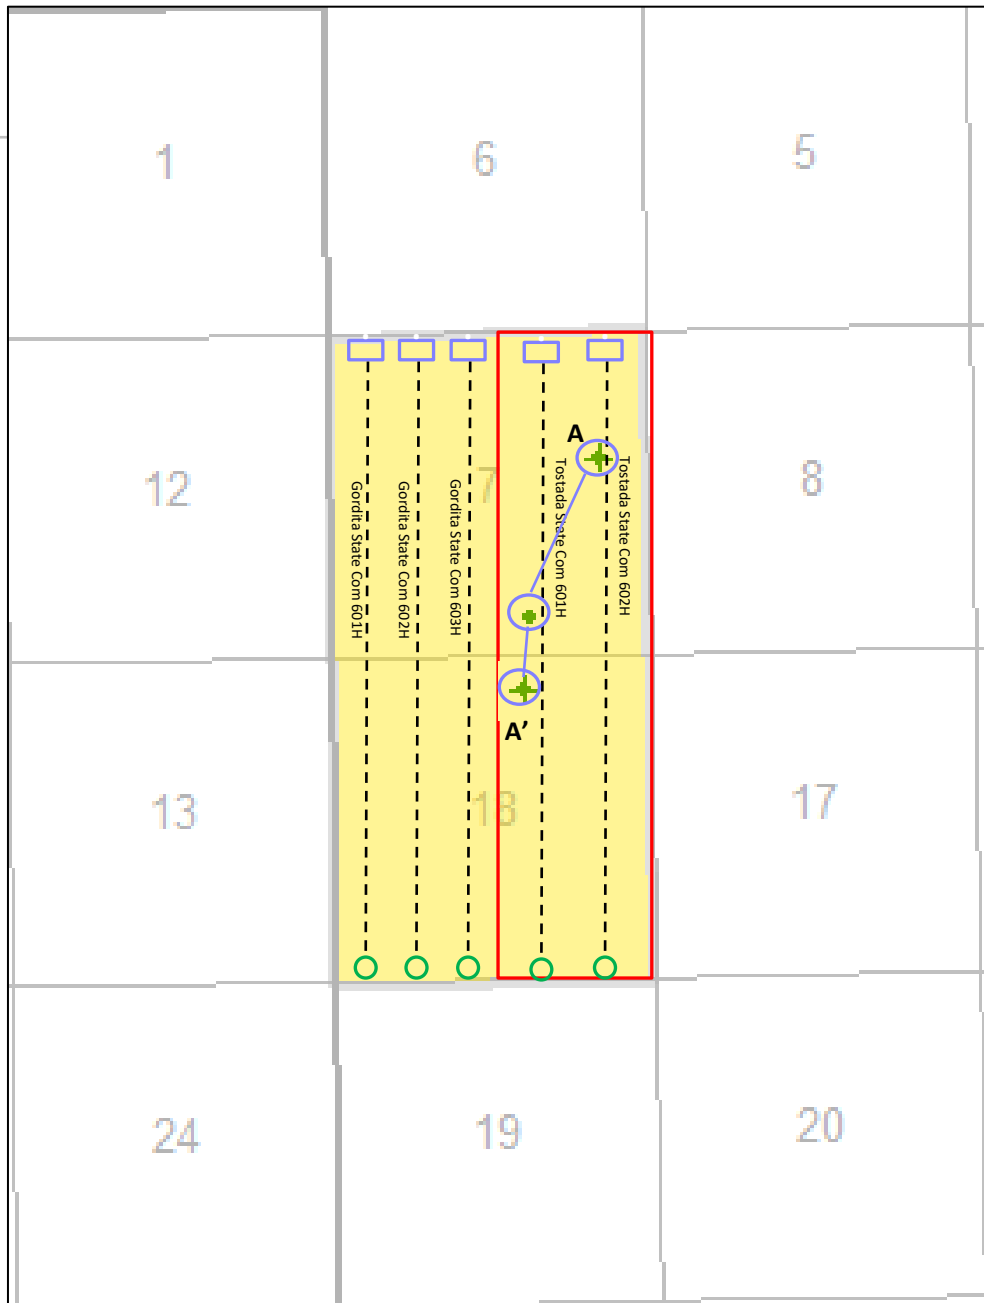 1
6
5
12
7
8
A
Gordita State Com 601H
Gordita State Com 602H
Gordita State Com 603H
Tostada State Com 601H
Tostada State Com 602H
A’
13
18
17
24
19
20